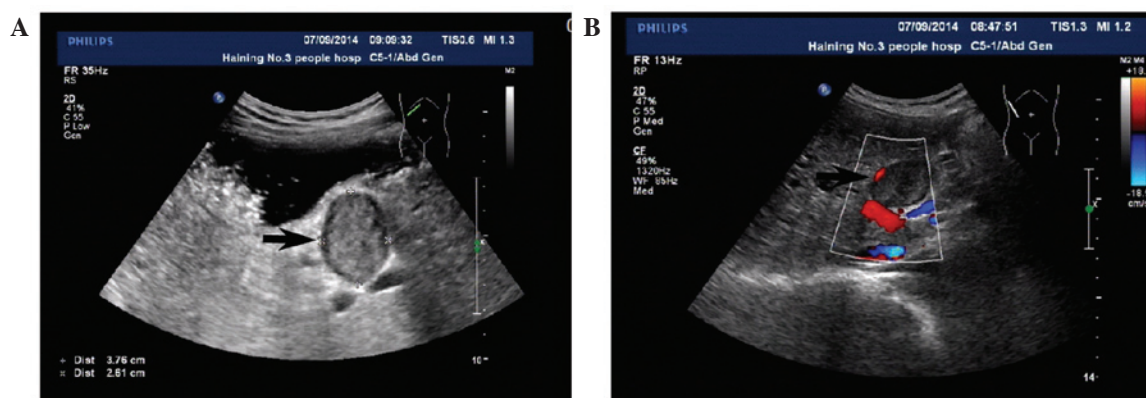 A
PHILIPS
07/09/2014 09:09:32 TIS0.6 MI 1.3
Haining No.3 people hosp C5-1/Abd Gen
FR 35Hz
RS
2D
41%
C 55
P Low
Gen
M2
10
+ Dist 3.76 cm
× Dist 2.61 cm
B
PHILIPS
07/09/2014 08:47:51 TIS1.3 MI 1.2
Haining No.3 people hosp C5-1/Abd Gen
FR 13Hz
RP
2D
47%
C 55
P Med
Gen
CF
49%
1320Hz
WF 85Hz
Med
M2 M4
+18.
-18.
cm/s
14